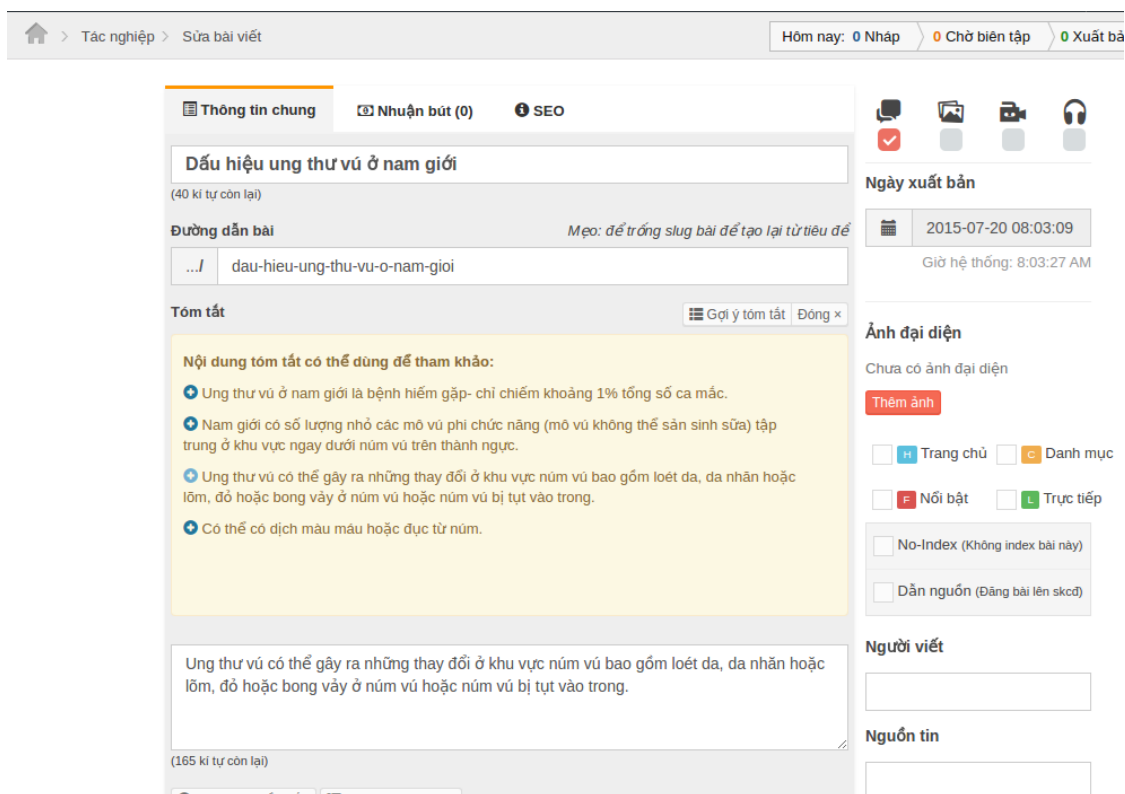 Tác nghiệp
Sửa bài viết
Hôm nay: 0 Nháp
0 Chờ biên tập
0 Xuất bả
Thông tin chung
Nhuận bút (0)
SEO
Dấu hiệu ung thư vú ở nam giới
(40 kí tự còn lại)
Đường dẫn bài
Mẹo: để trống slug bài để tạo lại từ tiêu đề
.../
dau-hieu-ung-thu-vu-o-nam-gioi
Tóm tắt
Gợi ý tóm tắt
Đóng ×
Nội dung tóm tắt có thể dùng để tham khảo:
Ung thư vú ở nam giới là bệnh hiếm gặp- chỉ chiếm khoảng 1% tổng số ca mắc.
Nam giới có số lượng nhỏ các mô vú phi chức năng (mô vú không thể sản sinh sữa) tập
trung ở khu vực ngay dưới núm vú trên thành ngực.
Ung thư vú có thể gây ra những thay đổi ở khu vực núm vú bao gồm loét da, da nhăn hoặc
lõm, đỏ hoặc bong vảy ở núm vú hoặc núm vú bị tụt vào trong.
Có thể có dịch màu máu hoặc đục từ núm.
Ung thư vú có thể gây ra những thay đổi ở khu vực núm vú bao gồm loét da, da nhăn hoặc
lõm, đỏ hoặc bong vảy ở núm vú hoặc núm vú bị tụt vào trong.
(165 kí tự còn lại)
Ngày xuất bản
2015-07-20 08:03:09
Giờ hệ thống: 8:03:27 AM
Ảnh đại diện
Chưa có ảnh đại diện
Thêm ảnh
H Trang chủ
C Danh mục
F Nổi bật
L Trực tiếp
No-Index (Không index bài này)
Dẫn nguồn (Đăng bài lên skcđ)
Người viết
Nguồn tin